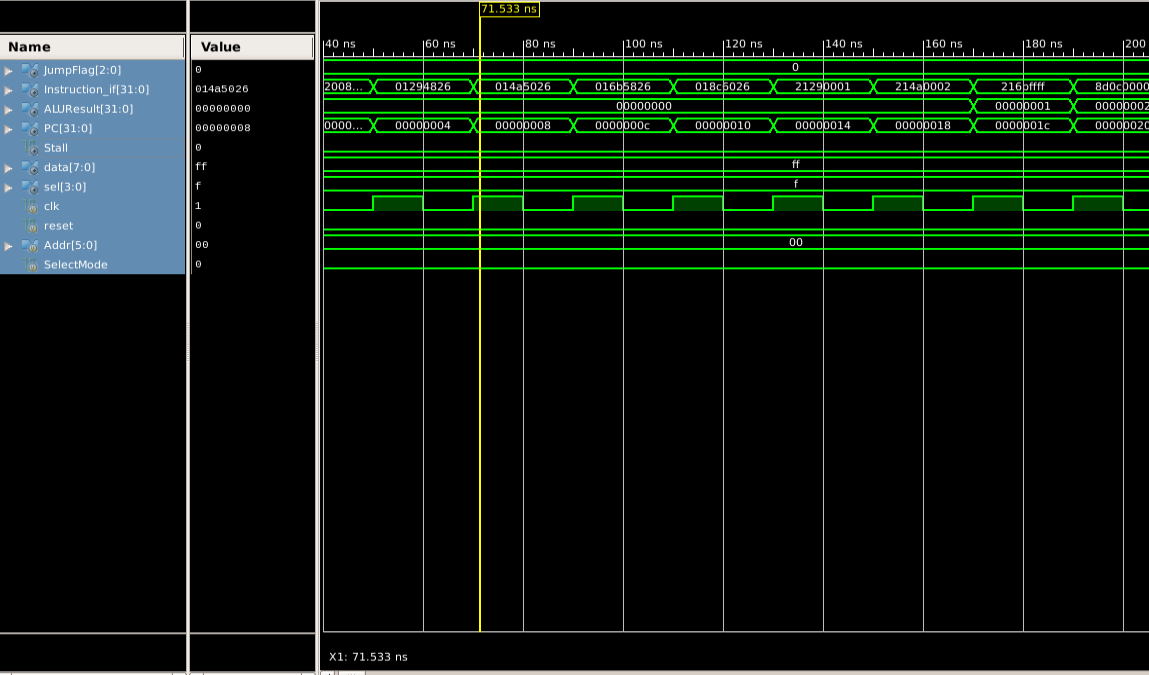 71.533 ns
Name Value
40 ns 60 ns 80 ns 100 ns 120 ns 140 ns 160 ns 180 ns 200
JumpFlag[2:0] 0 0
Instruction_if[31:0] 014a5026 2008... 01294826 014a5026 016b5826 018c6026 21290001 214a0002 216bffff 8d0c0000
ALUResult[31:0] 00000000 00000000 00000001 00000002
PC[31:0] 00000008 0000... 00000004 00000008 0000000c 00000010 00000014 00000018 0000001c 00000020
Stall 0
data[7:0] ff ff
sel[3:0] f f
clk 1
reset 0
Addr[5:0] 00 00
SelectMode 0
X1: 71.533 ns